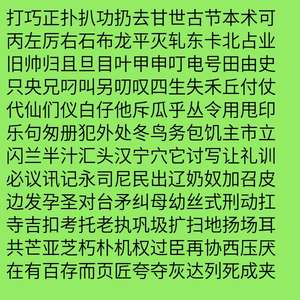 打巧正扑扒功扔去甘世古节本术可
丙左厉右石布龙平灭轧东卡北占业
旧帅归且旦目叶甲申叮电号田由史
只央兄叼叫另叨叹四生失禾丘付仗
代仙们仪白仔他斥瓜乎丛令用甩印
乐句匆册犯外处冬鸟务包饥主市立
闪兰半汁汇头汉宁穴它讨写让礼训
必议讯记永司尼民出辽奶奴加召皮
边发孕圣对台矛纠母幼丝式刑动扛
寺吉扣考托老执巩圾扩扫地扬场耳
共芒亚芝朽朴机权过臣再协西压厌
在有百存而页匠夸夺灰达列死成夹